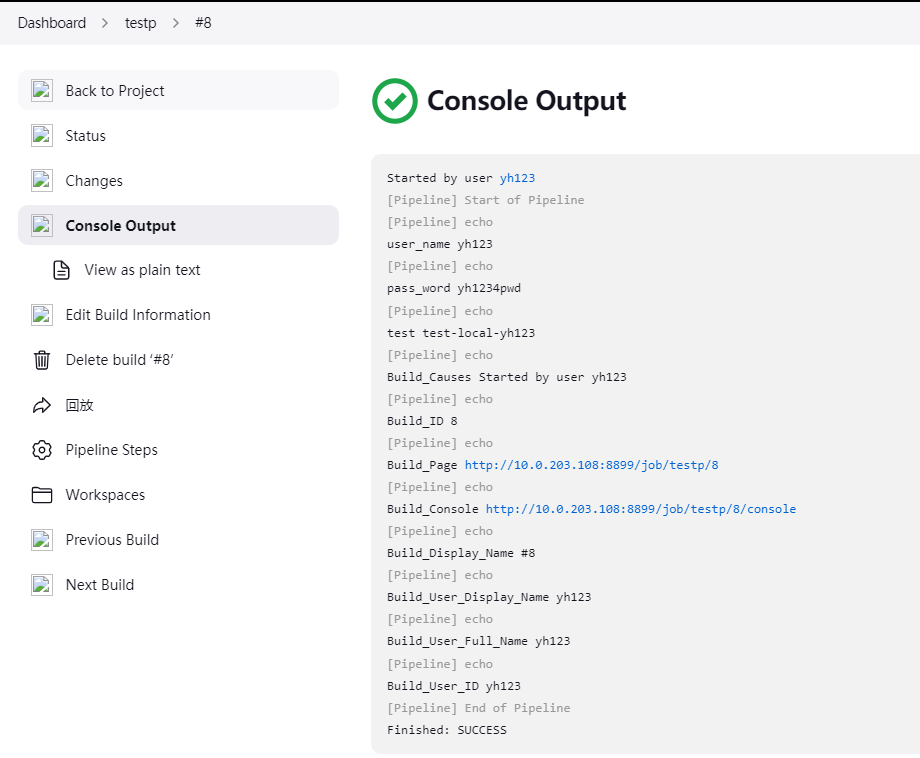 Dashboard > testp > #8
Back to Project
Status
Changes
Console Output
View as plain text
Edit Build Information
Delete build ‘#8’
回放
Pipeline Steps
Workspaces
Previous Build
Next Build
Console Output
Started by user yh123
[Pipeline] Start of Pipeline
[Pipeline] echo
user_name yh123
[Pipeline] echo
pass_word yh1234pwd
[Pipeline] echo
test test-local-yh123
[Pipeline] echo
Build_Causes Started by user yh123
[Pipeline] echo
Build_ID 8
[Pipeline] echo
Build_Page http://10.0.203.108:8899/job/testp/8
[Pipeline] echo
Build_Console http://10.0.203.108:8899/job/testp/8/console
[Pipeline] echo
Build_Display_Name #8
[Pipeline] echo
Build_User_Display_Name yh123
[Pipeline] echo
Build_User_Full_Name yh123
[Pipeline] echo
Build_User_ID yh123
[Pipeline] End of Pipeline
Finished: SUCCESS